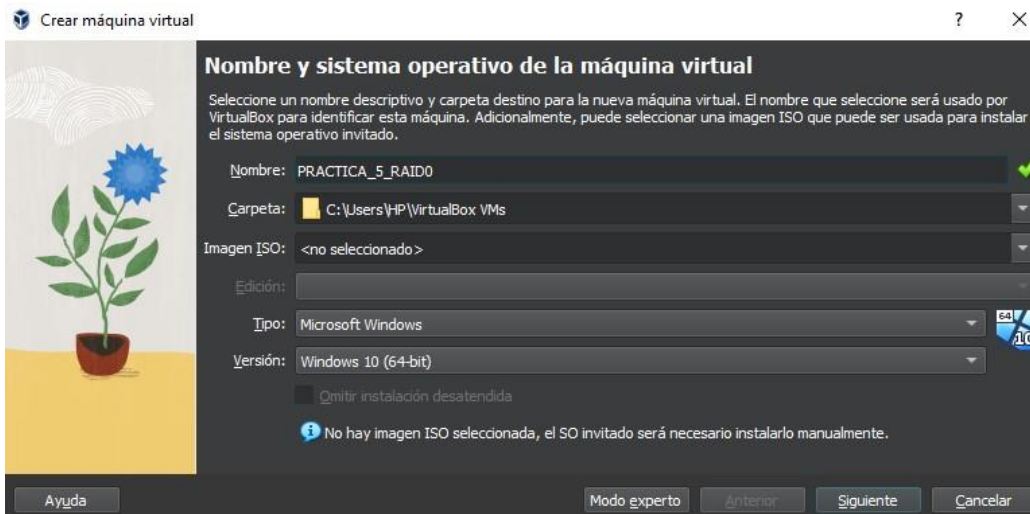 Crear máquina virtual
?
Nombre y sistema operativo de la máquina virtual
Seleccione un nombre descriptivo y carpeta destino para la nueva máquina virtual. El nombre que seleccione será usado por
VirtualBox para identificar esta máquina. Adicionalmente, puede seleccionar una imagen ISO que puede ser usada para instalar
el sistema operativo invitado.
Nombre: PRACTICA_5_RAID0
Carpeta: C:\Users\HP\VirtualBox VMs
Imagen ISO: <no seleccionado>
Edición:
Tipo: Microsoft Windows 64
Versión: Windows 10 (64-bit) 10
Omitir instalación desatendida
No hay imagen ISO seleccionada, el SO invitado será necesario instalarlo manualmente.
Ayuda Modo experto Anterior Siguiente Cancelar